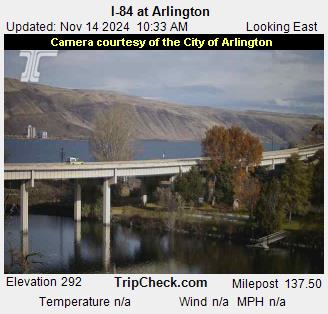 I-84 at Arlington
Updated: Nov 14 2024 10:33 AM Looking East
Camera courtesy of the City of Arlington
Elevation 292 TripCheck.com Milepost 137.50
Temperature n/a Wind n/a MPH n/a